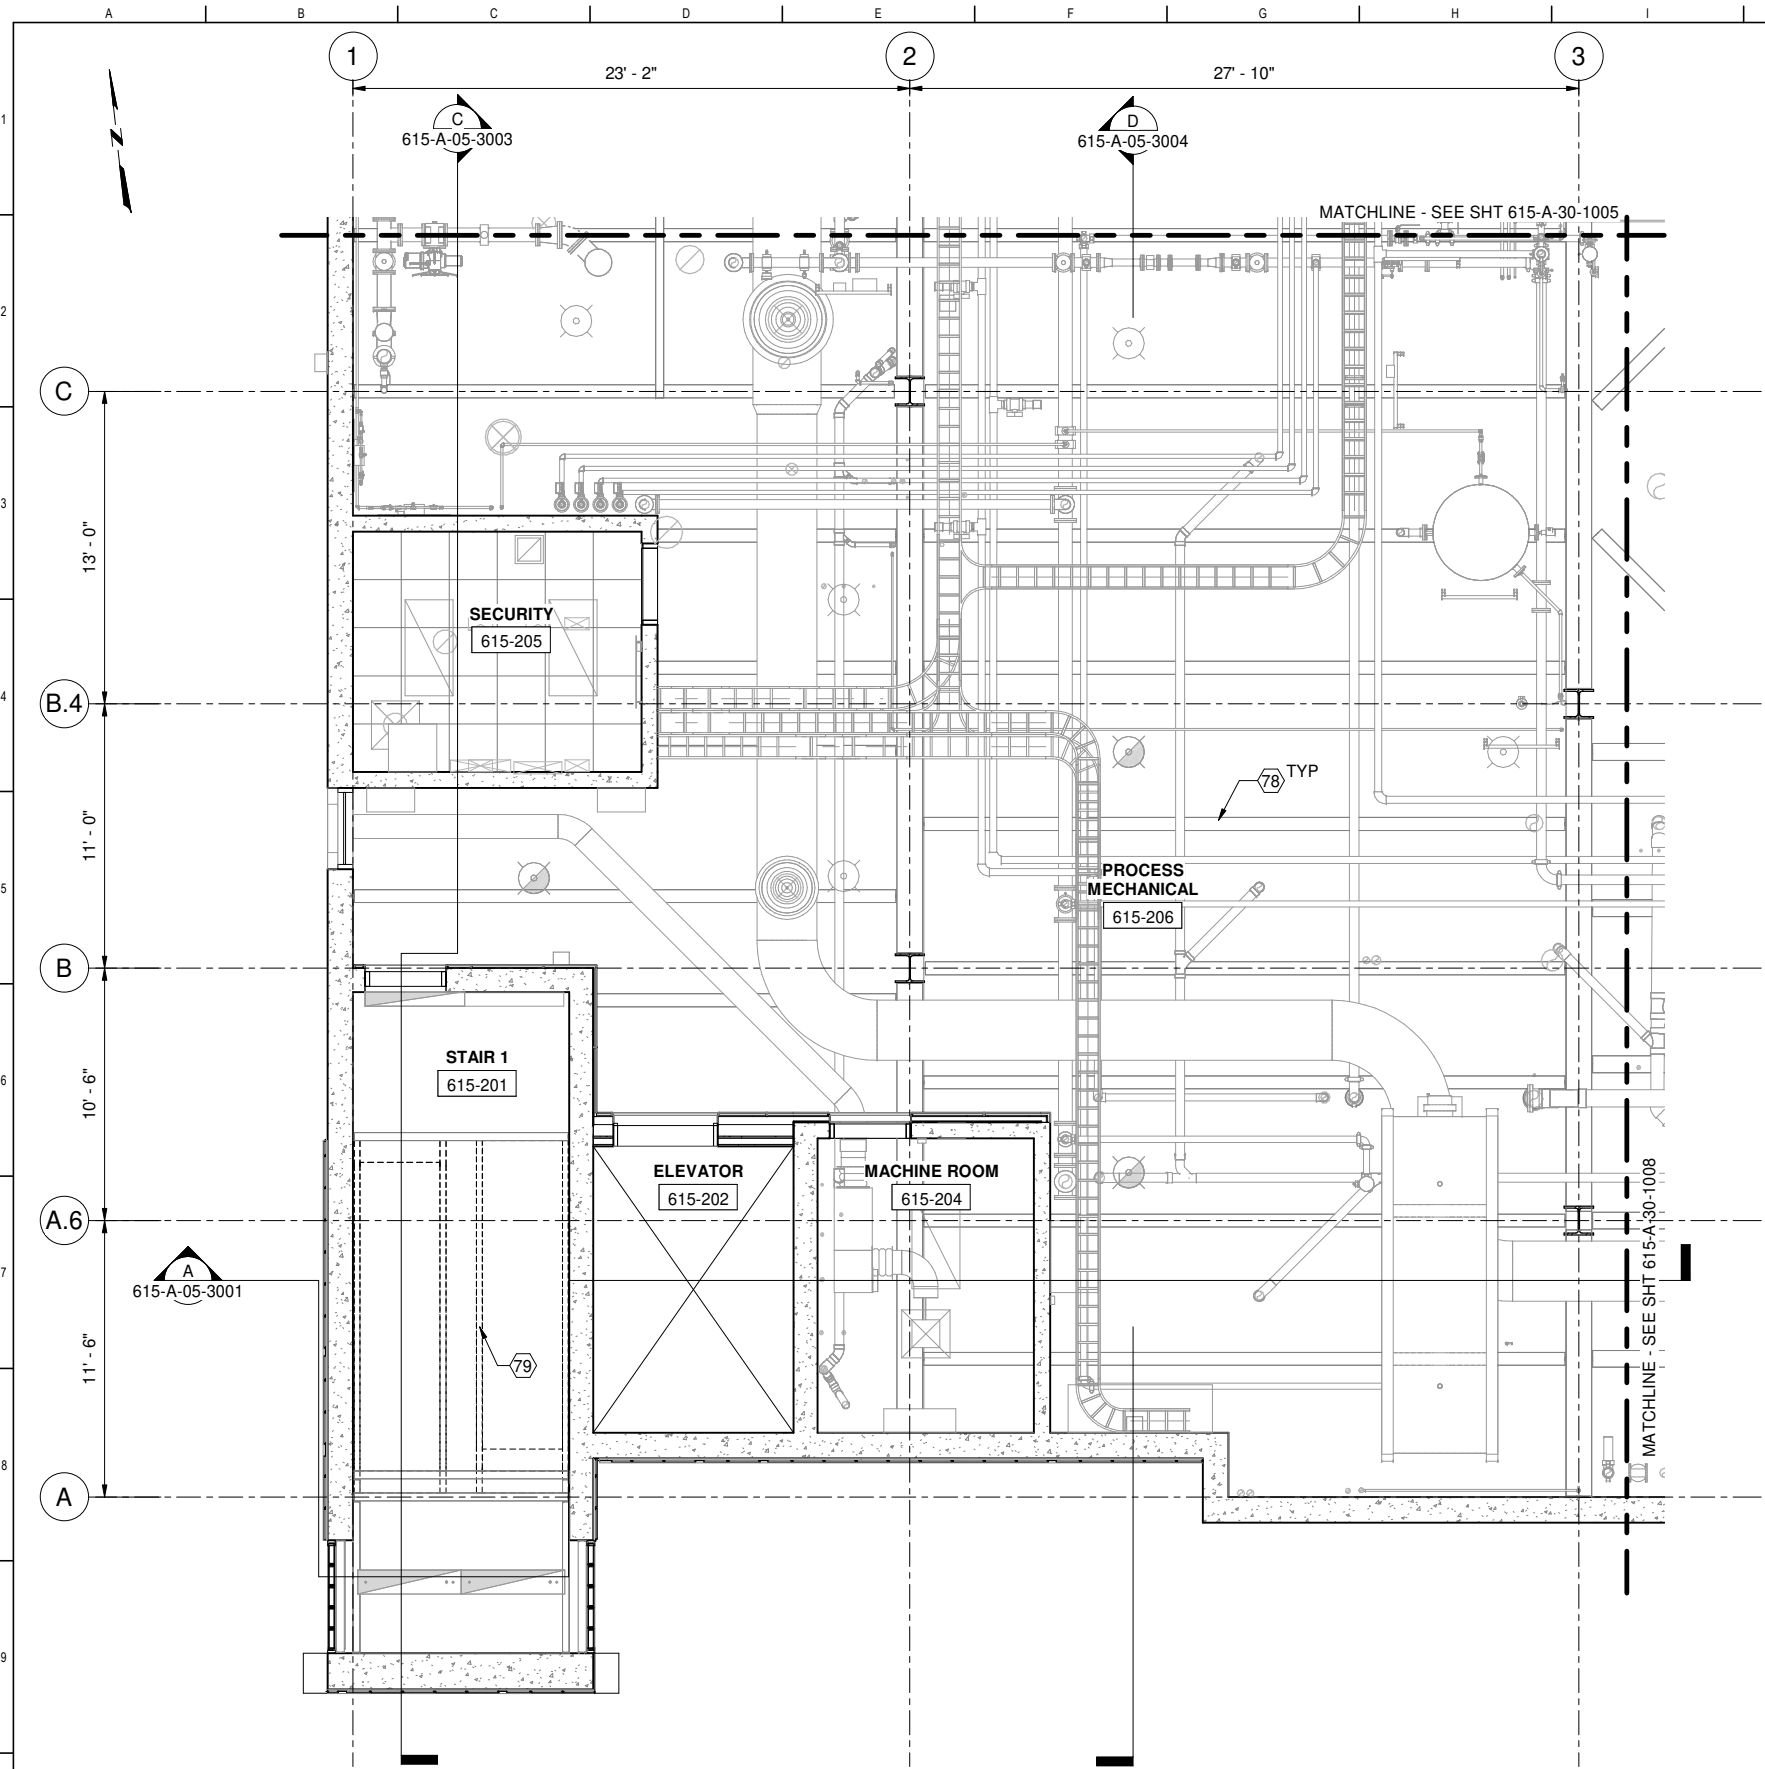 A B C D E F G H I
1 2 3
23' - 2" 27' - 10"
C
615-A-05-3003
D
615-A-05-3004
1
N
MATCHLINE - SEE SHT 615-A-30-1005
2
C
3
13' - 0"
SECURITY
615-205
4
B.4
78 TYP
11' - 0"
5
PROCESS
MECHANICAL
615-206
B
STAIR 1
615-201
6
10' - 6"
ELEVATOR
615-202
MACHINE ROOM
615-204
A.6
7
A
615-A-05-3001
MATCHLINE - SEE SHT 615-A-30-1008
11' - 6"
79
8
A
9